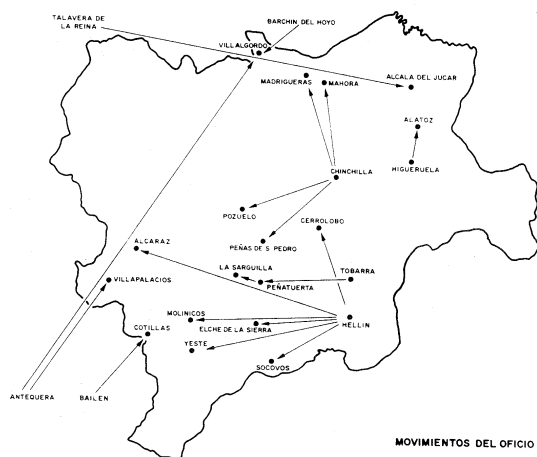 TALAVERA DE
LA REINA
BARCHIN DEL HOYO
VILLALGORDO
MADRIGUERAS
MAHORA
ALCALA DEL JUCAR
ALATOZ
CHINCHILLA
HIGUERUELA
POZUELO
CERROLOBO
PEÑAS DE S. PEDRO
ALCARAZ
LA SARGUILLA
TOBARRA
VILLAPALACIOS
PEÑATUERTA
MOLINICOS
HELLIN
COTILLAS
ELCHE DE LA SIERRA
YESTE
SOCOVOS
ANTEQUERA
BAILEN
MOVIMIENTOS DEL OFICIO